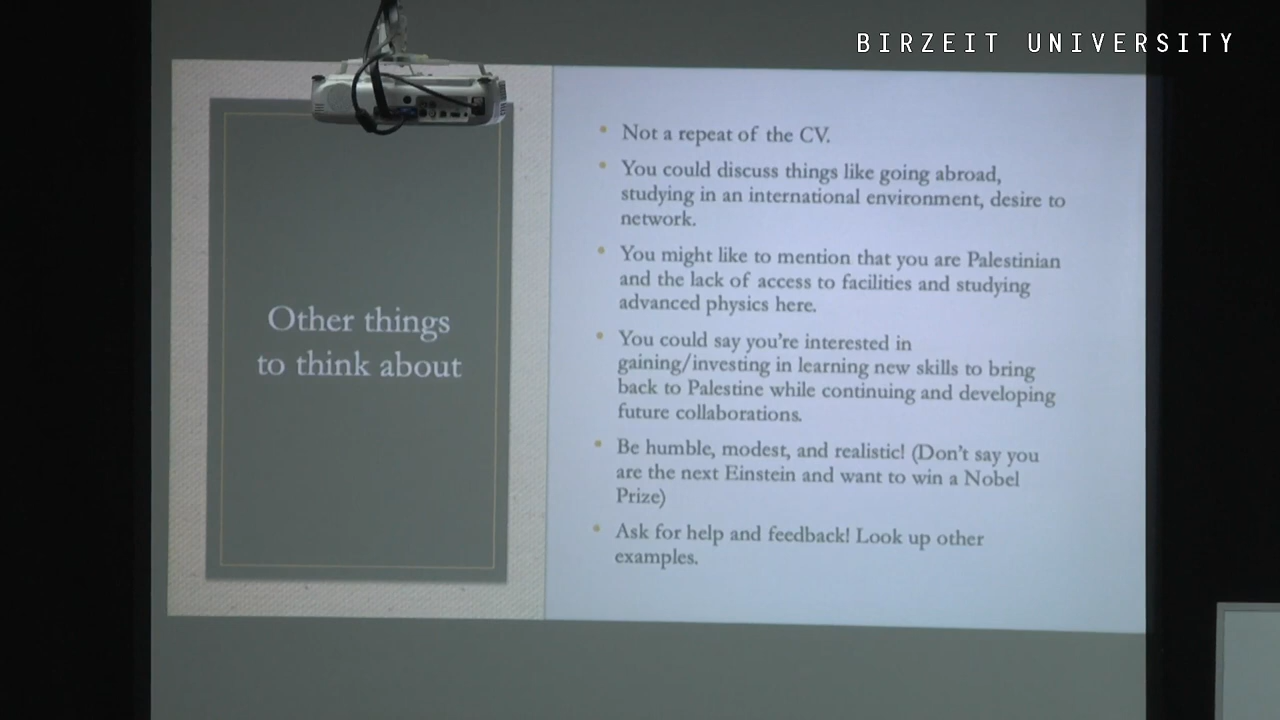 BIRZEIT UNIVERSITY
Other things
to think about
• Not a repeat of the CV.
• You could discuss things like going abroad,
studying in an international environment, desire to
network.
• You might like to mention that you are Palestinian
and the lack of access to facilities and studying
advanced physics here.
• You could say you're interested in
gaining/investing in learning new skills to bring
back to Palestine while continuing and developing
future collaborations.
• Be humble, modest, and realistic! (Don't say you
are the next Einstein and want to win a Nobel
Prize)
• Ask for help and feedback! Look up other
examples.